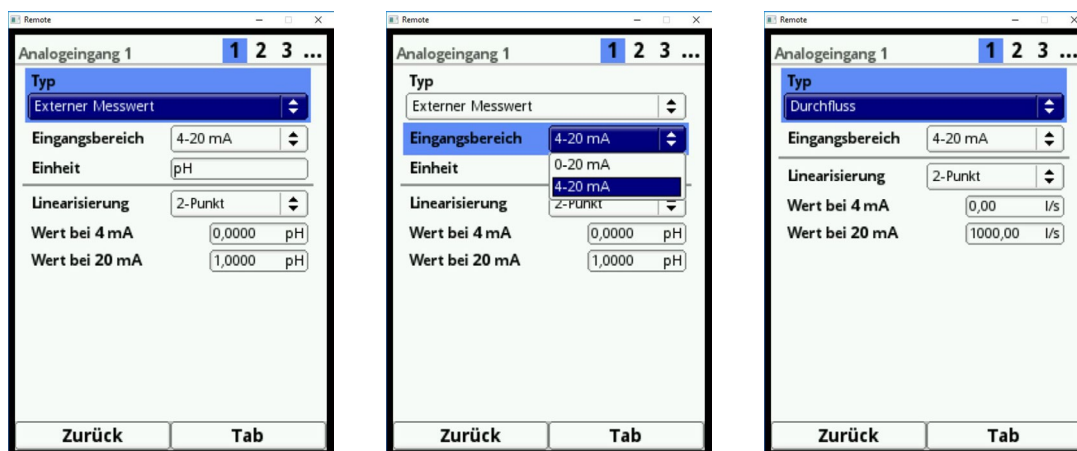 Remote
Analogeingang 1
1 2 3 ...
Typ
Externer Messwert
Eingangsbereich 4-20 mA
Einheit pH
Linearisierung 2-Punkt
Wert bei 4 mA 0,0000 pH
Wert bei 20 mA 1,0000 pH
Zurück Tab
Remote
Analogeingang 1
1 2 3 ...
Typ
Externer Messwert
Eingangsbereich 4-20 mA
0-20 mA
Einheit
4-20 mA
Linearisierung 2-Punkt
Wert bei 4 mA 0,0000 pH
Wert bei 20 mA 1,0000 pH
Zurück Tab
Remote
Analogeingang 1
1 2 3 ...
Typ
Durchfluss
Eingangsbereich 4-20 mA
Linearisierung 2-Punkt
Wert bei 4 mA 0,00 l/s
Wert bei 20 mA 1000,00 l/s
Zurück Tab